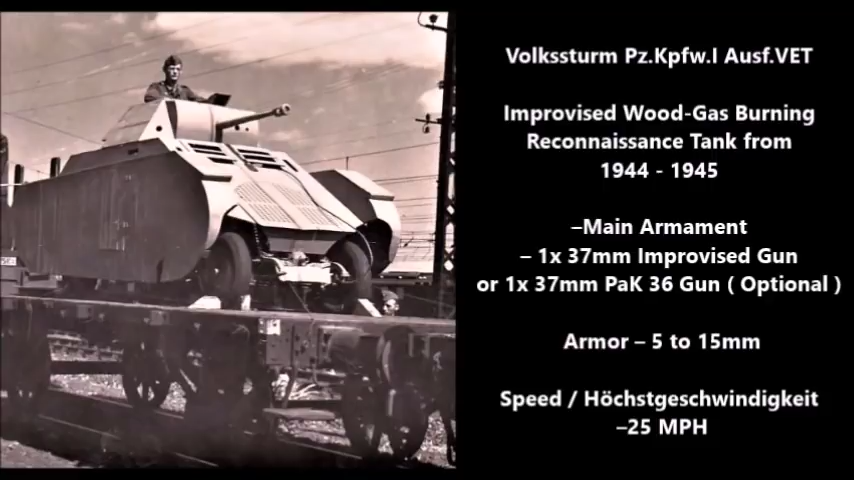 Volkssturm Pz.Kpfw.I Ausf.VET
Improvised Wood-Gas Burning
Reconnaissance Tank from
1944 - 1945
–Main Armament
– 1x 37mm Improvised Gun
or 1x 37mm PaK 36 Gun ( Optional )
Armor – 5 to 15mm
Speed / Höchstgeschwindigkeit
–25 MPH